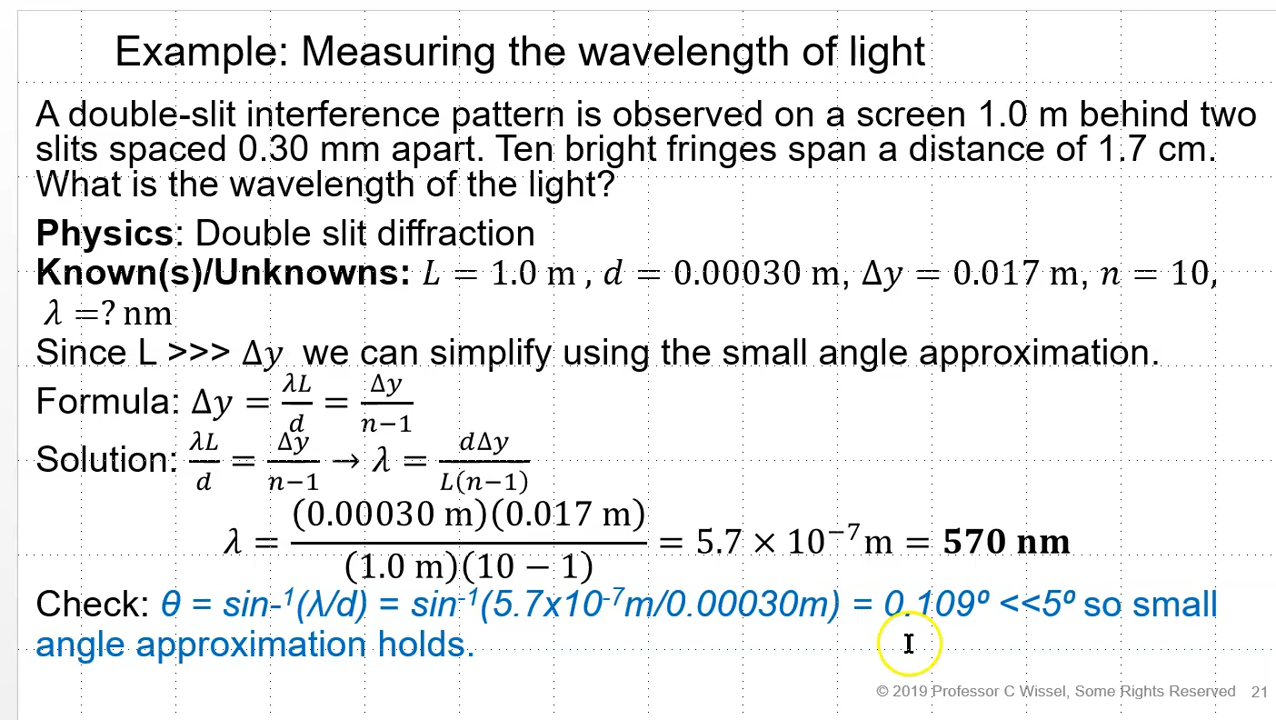 Example: Measuring the wavelength of light
A double-slit interference pattern is observed on a screen 1.0 m behind two
slits spaced 0.30 mm apart. Ten bright fringes span a distance of 1.7 cm.
What is the wavelength of the light?
Physics: Double slit diffraction
Known(s)/Unknowns: L = 1.0 m , d = 0.00030 m, Δy = 0.017 m, n = 10,
λ =? nm
Since L >>> Δy we can simplify using the small angle approximation.
Formula: Δy = λL/d = Δy/(n−1)
Solution: λL/d = Δy/(n−1) → λ = dΔy/(L(n−1))
λ = (0.00030 m)(0.017 m)/((1.0 m)(10 − 1)) = 5.7 × 10⁻⁷m = 570 nm
Check: θ = sin-¹(λ/d) = sin⁻¹(5.7x10⁻⁷m/0.00030m) = 0.109º <<5º so small
angle approximation holds.
© 2019 Professor C Wissel, Some Rights Reserved 21